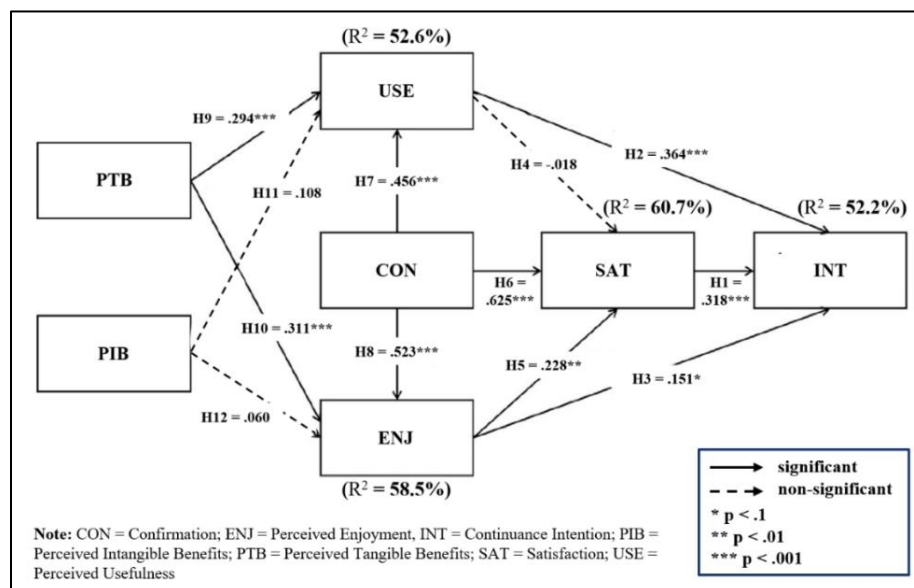 (R² = 52.6%)
USE
H9 = .294***
PTB
H11 = .108
H7 = .456***
H4 = -.018
H2 = .364***
(R² = 60.7%)
(R² = 52.2%)
CON
SAT
INT
H6 =
.625***
H1 =
.318***
H10 = .311***
PIB
H8 = .523***
H5 = .228**
H3 = .151*
H12 = .060
ENJ
(R² = 58.5%)
significant
non-significant
* p < .1
** p < .01
*** p < .001
Note: CON = Confirmation; ENJ = Perceived Enjoyment, INT = Continuance Intention; PIB =
Perceived Intangible Benefits; PTB = Perceived Tangible Benefits; SAT = Satisfaction; USE =
Perceived Usefulness